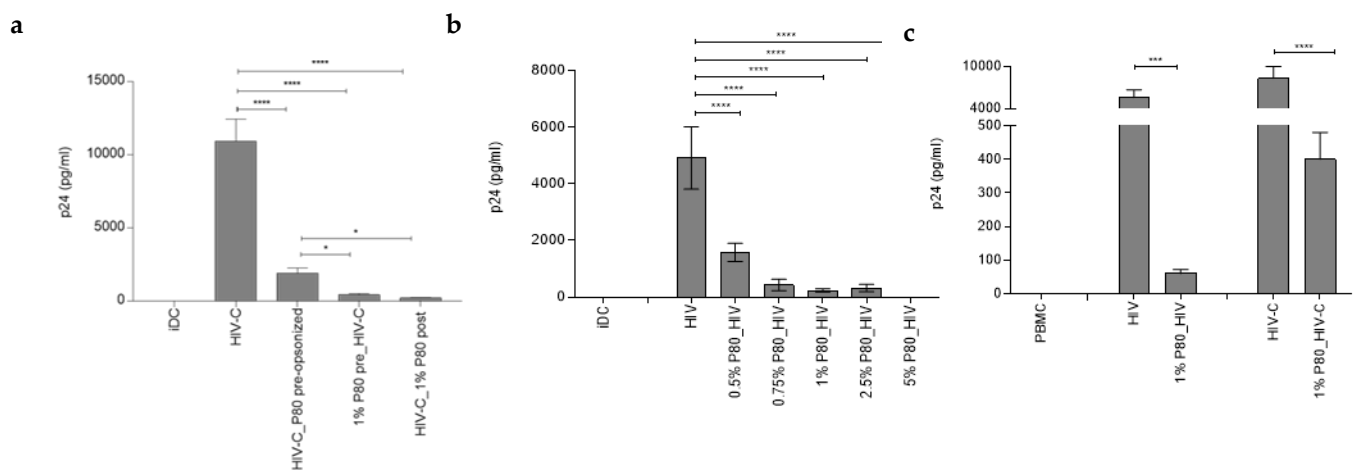 a
****
****
****
*
*
15000
10000
5000
0
p24 (pg/ml)
iDC
HIV-C
HIV-C_P80 pre-opsonized
1% P80 pre_HIV-C
HIV-C_1% P80 post
b
****
****
****
****
****
8000
6000
4000
2000
0
p24 (pg/ml)
iDC
HIV
0.5% P80_HIV
0.75% P80_HIV
1% P80_HIV
2.5% P80_HIV
5% P80_HIV
c
***
****
10000
4000
500
400
300
200
100
0
p24 (pg/ml)
PBMC
HIV
1% P80_HIV
HIV-C
1% P80_HIV-C